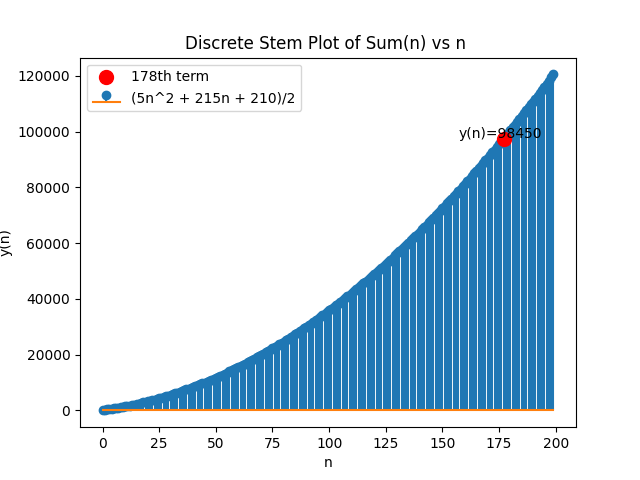 Discrete Stem Plot of Sum(n) vs n
178th term
(5n^2 + 215n + 210)/2
y(n)=98450
120000
100000
80000
60000
40000
20000
0
y(n)
0 25 50 75 100 125 150 175 200
n